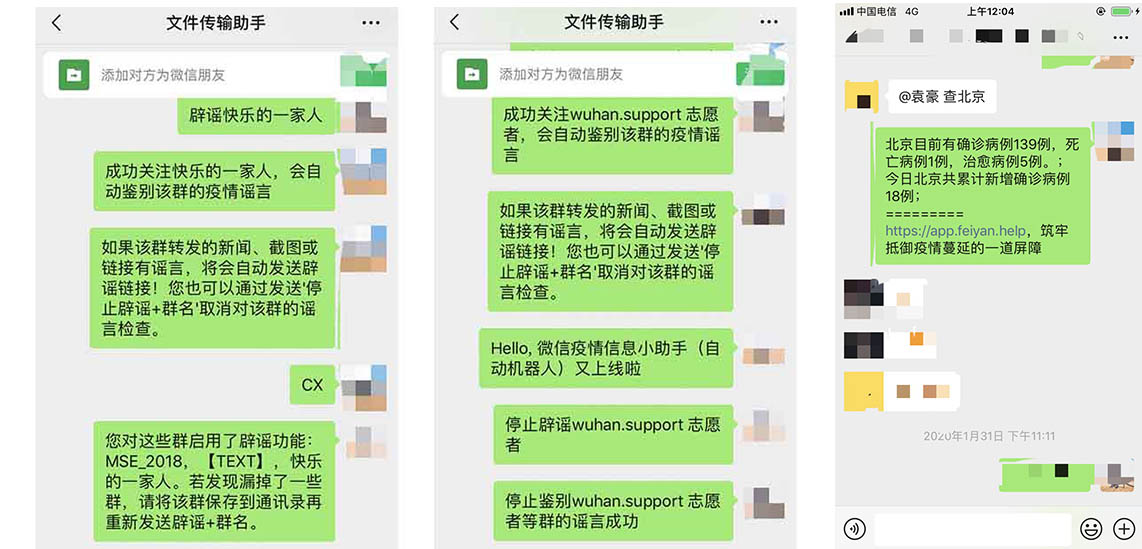 文件传输助手
添加对方为微信朋友
辟谣快乐的一家人
成功关注快乐的一家人，会自
动鉴别该群的疫情谣言
如果该群转发的新闻、截图或
链接有谣言，将会自动发送辟
谣链接！您也可以通过发送'停
止辟谣+群名'取消对该群的谣
言检查。
CX
您对这些群启用了辟谣功能：
MSE_2018，【TEXT】，快乐
的一家人。若发现漏掉了一些
群，请将该群保存到通讯录再
重新发送辟谣+群名。
文件传输助手
添加对方为微信朋友
成功关注wuhan.support 志愿
者，会自动鉴别该群的疫情谣
言
如果该群转发的新闻、截图或
链接有谣言，将会自动发送辟
谣链接！您也可以通过发送'停
止辟谣+群名'取消对该群的谣
言检查。
Hello, 微信疫情信息小助手（自
动机器人）又上线啦
停止辟谣wuhan.support 志愿
者
停止鉴别wuhan.support 志愿
者等群的谣言成功
中国电信 4G 上午12:04
@袁豪 查北京
北京目前有确诊病例139例，死
亡病例1例，治愈病例5例。；
今日北京共累计新增确诊病例
18例；
=========
https://app.feiyan.help，筑牢
抵御疫情蔓延的一道屏障
2020年1月31日 下午11:11